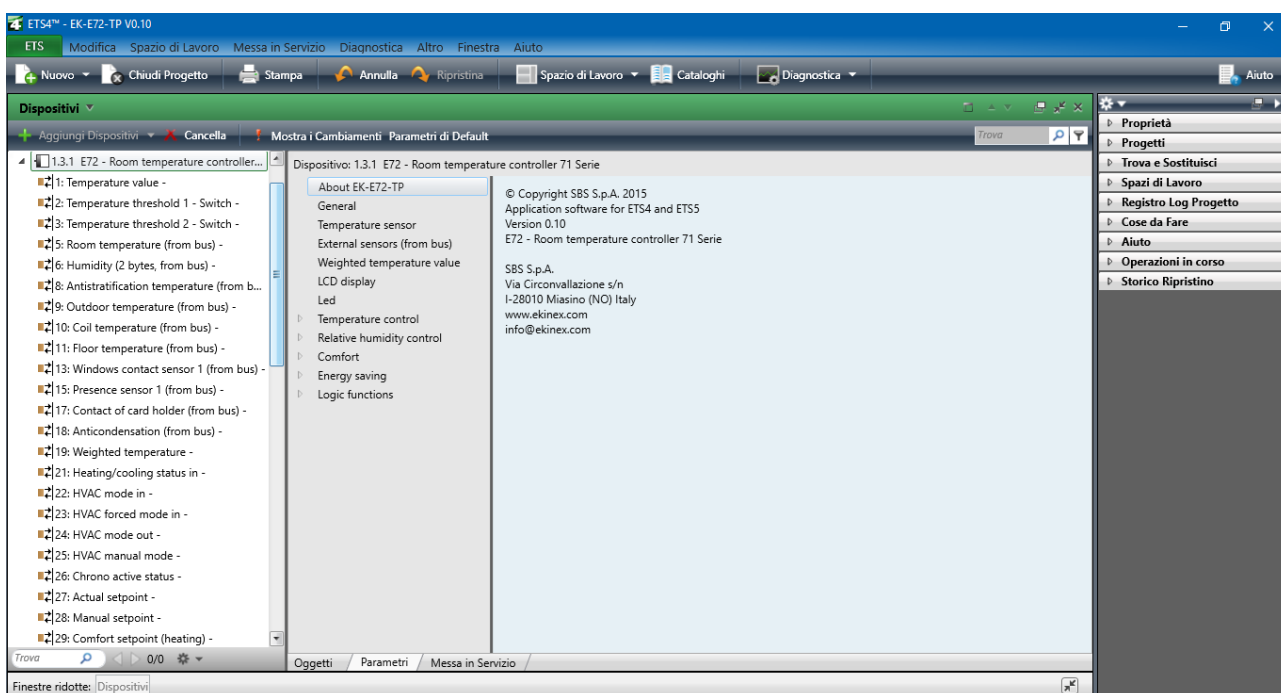 ETS4™ - EK-E72-TP V0.10
ETS Modifica Spazio di Lavoro Messa in Servizio Diagnostica Altro Finestra Aiuto
Nuovo Chiudi Progetto Stampa Annulla Ripristina Spazio di Lavoro Cataloghi Diagnostica Aiuto
Dispositivi
Aggiungi Dispositivi Cancella Mostra i Cambiamenti Parametri di Default Trova
1.3.1 E72 - Room temperature controller...
1: Temperature value -
2: Temperature threshold 1 - Switch -
3: Temperature threshold 2 - Switch -
5: Room temperature (from bus) -
6: Humidity (2 bytes, from bus) -
8: Antistratification temperature (from b...
9: Outdoor temperature (from bus) -
10: Coil temperature (from bus) -
11: Floor temperature (from bus) -
13: Windows contact sensor 1 (from bus) -
15: Presence sensor 1 (from bus) -
17: Contact of card holder (from bus) -
18: Anticondensation (from bus) -
19: Weighted temperature -
21: Heating/cooling status in -
22: HVAC mode in -
23: HVAC forced mode in -
24: HVAC mode out -
25: HVAC manual mode -
26: Chrono active status -
27: Actual setpoint -
28: Manual setpoint -
29: Comfort setpoint (heating) -
Trova 0/0
Dispositivo: 1.3.1 E72 - Room temperature controller 71 Serie
About EK-E72-TP
General
Temperature sensor
External sensors (from bus)
Weighted temperature value
LCD display
Led
Temperature control
Relative humidity control
Comfort
Energy saving
Logic functions
© Copyright SBS S.p.A. 2015
Application software for ETS4 and ETS5
Version 0.10
E72 - Room temperature controller 71 Serie
SBS S.p.A.
Via Circonvallazione s/n
I-28010 Miasino (NO) Italy
www.ekinex.com
info@ekinex.com
Oggetti Parametri Messa in Servizio
Proprietà
Progetti
Trova e Sostituisci
Spazi di Lavoro
Registro Log Progetto
Cose da Fare
Aiuto
Operazioni in corso
Storico Ripristino
Finestre ridotte: Dispositivi